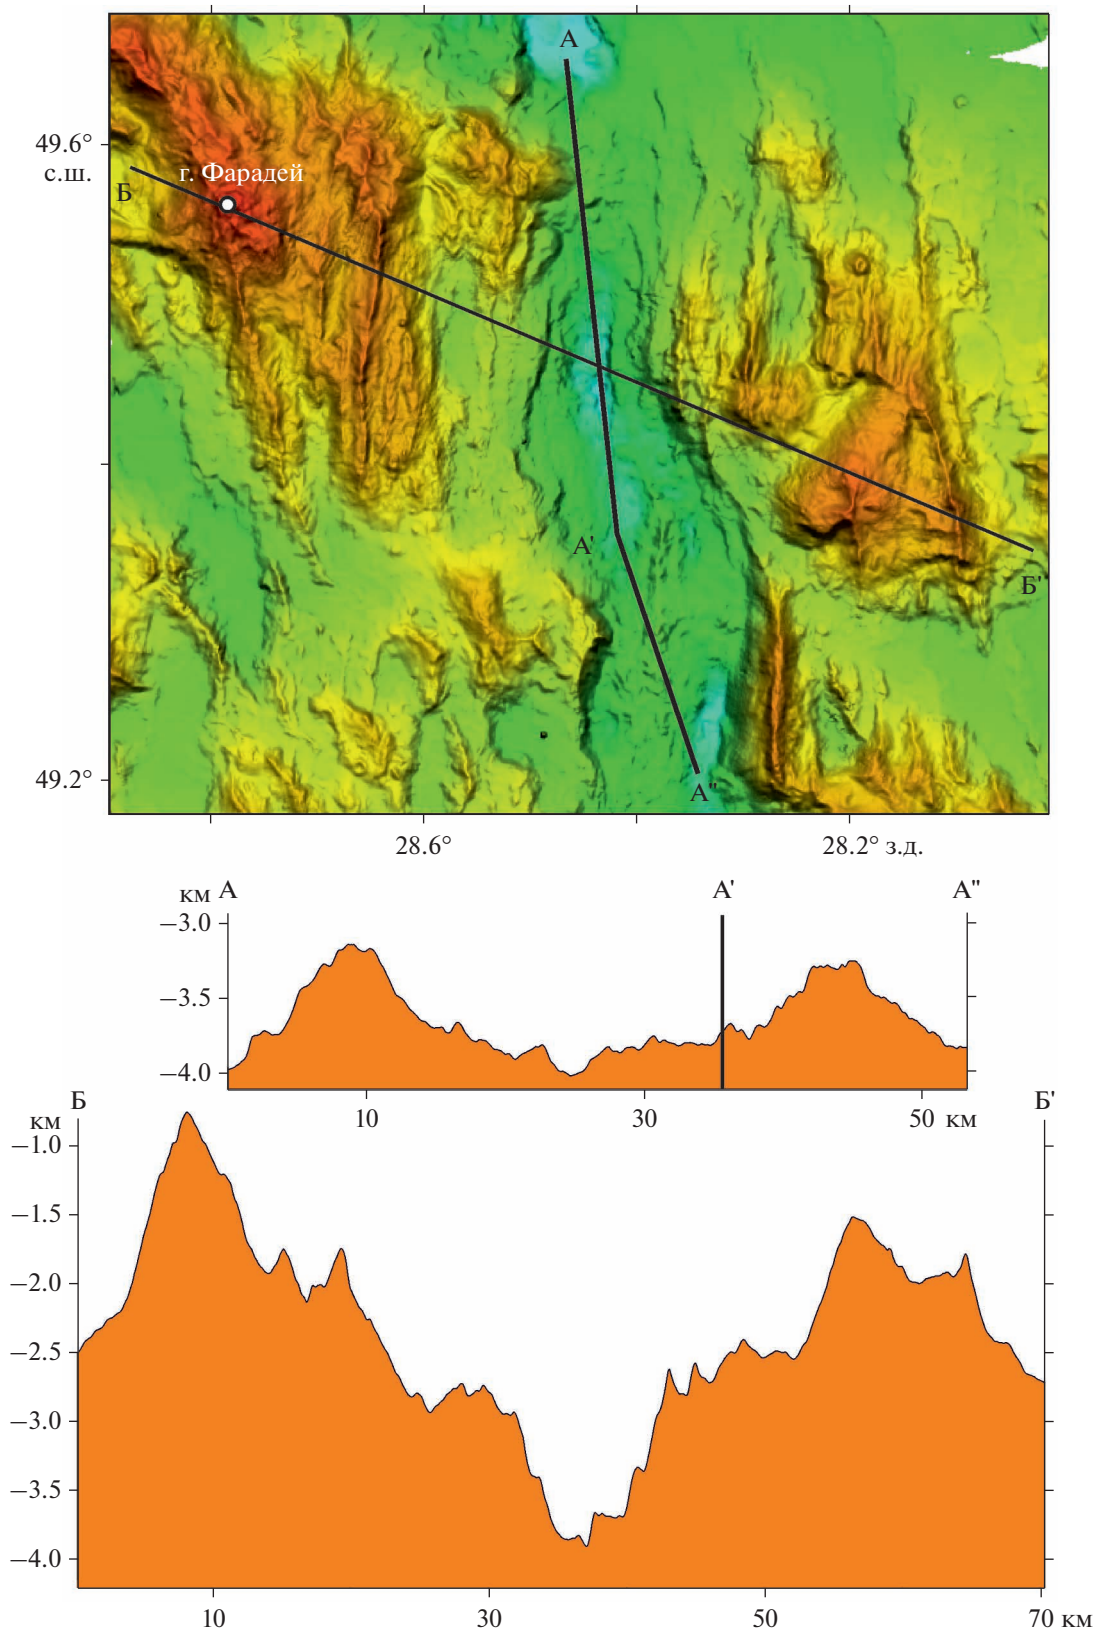 А
49.6°
с.ш.
г. Фарадей
Б
А'
Б'
49.2°
А"
28.6°
28.2° з.д.
км А
А'
А"
−3.0
−3.5
−4.0
10
30
50 км
Б
Б'
км
−1.0
−1.5
−2.0
−2.5
−3.0
−3.5
−4.0
10
30
50
70 км